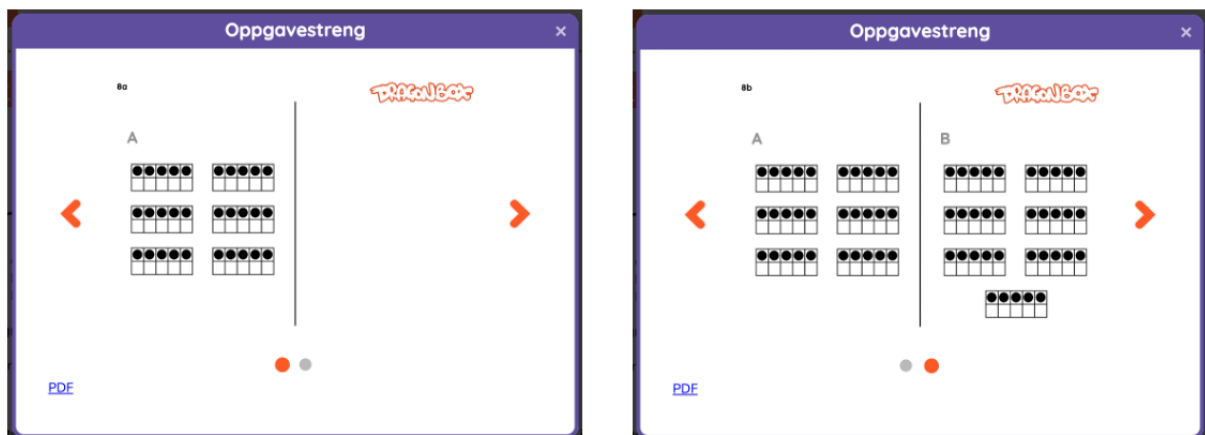 Oppgavestreng
×
8a
DRAGONBOX
A
PDF
Oppgavestreng
×
8b
DRAGONBOX
A
B
PDF